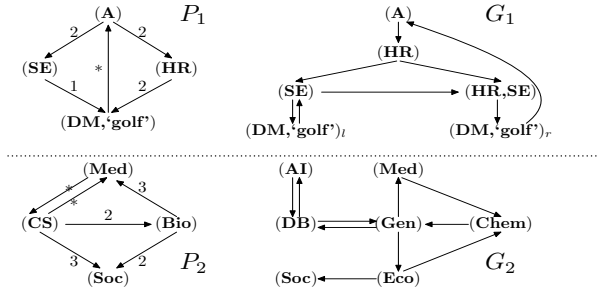 (A) P1 (A) G1
2 2 (HR)
(SE) * (HR) (SE) (HR,SE)
1 2
(DM,‘golf’) (DM,‘golf’)l (DM,‘golf’)r
(Med) (AI) (Med)
* * 3
(CS) 2 (Bio) (DB) (Gen) (Chem)
3 2
(Soc) P2 (Soc) (Eco) G2